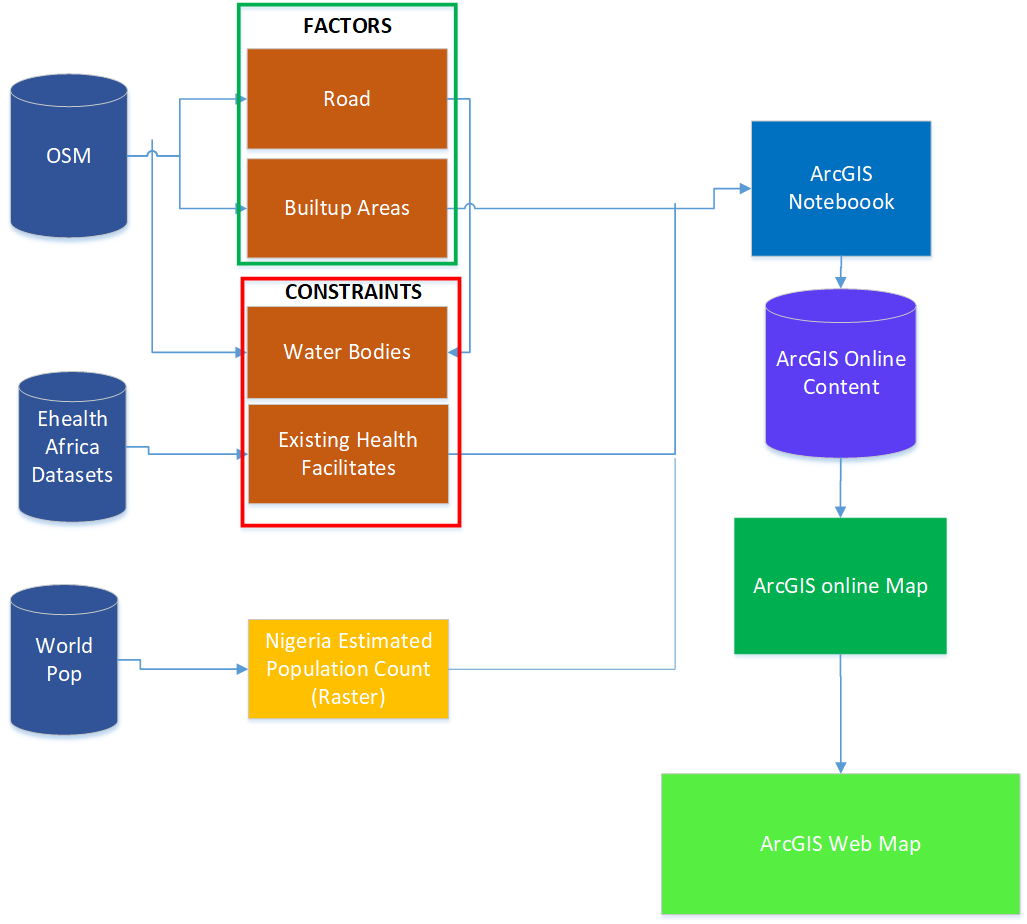 FACTORS
Road
Builtup Areas
OSM
CONSTRAINTS
Water Bodies
Existing Health
Facilitates
Ehealth
Africa
Datasets
World
Pop
Nigeria Estimated
Population Count
(Raster)
ArcGIS
Noteboook
ArcGIS Online
Content
ArcGIS online Map
ArcGIS Web Map